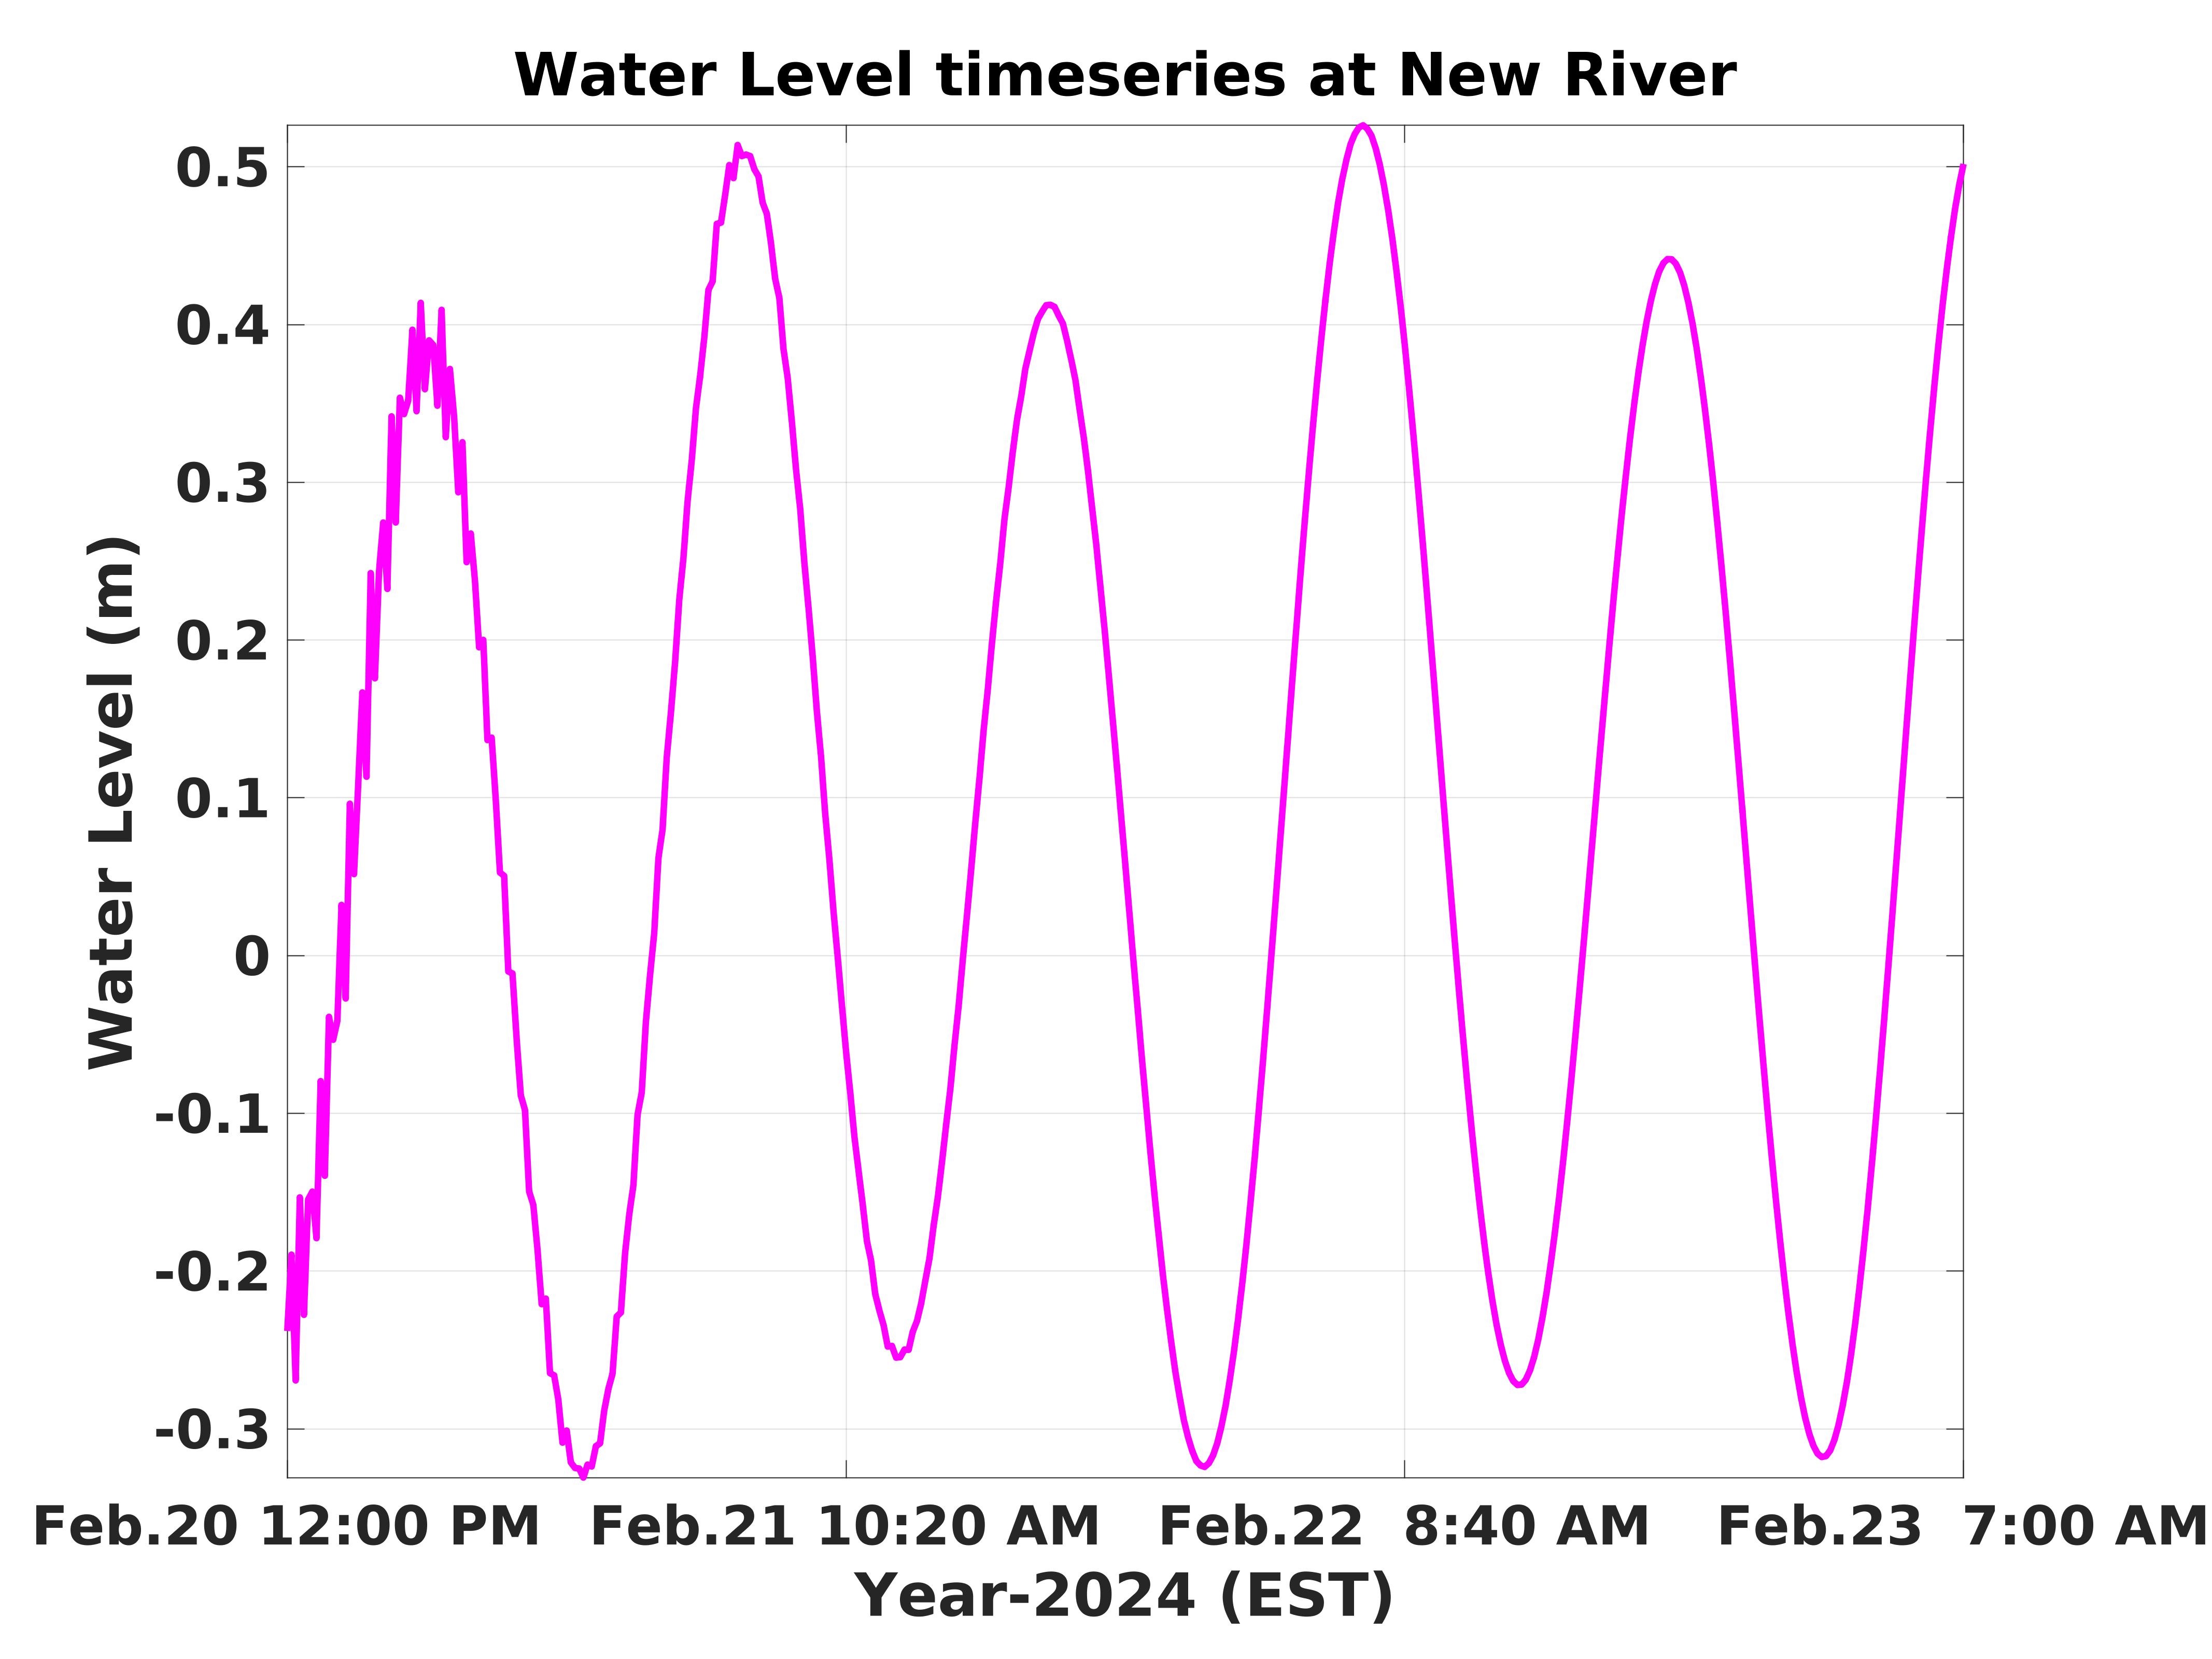 Water Level timeseries at New River
0.5
0.4
0.3
0.2
0.1
0
-0.1
-0.2
-0.3
Water Level (m)
Feb.20 12:00 PM Feb.21 10:20 AM Feb.22 8:40 AM Feb.23 7:00 AM
Year-2024 (EST)